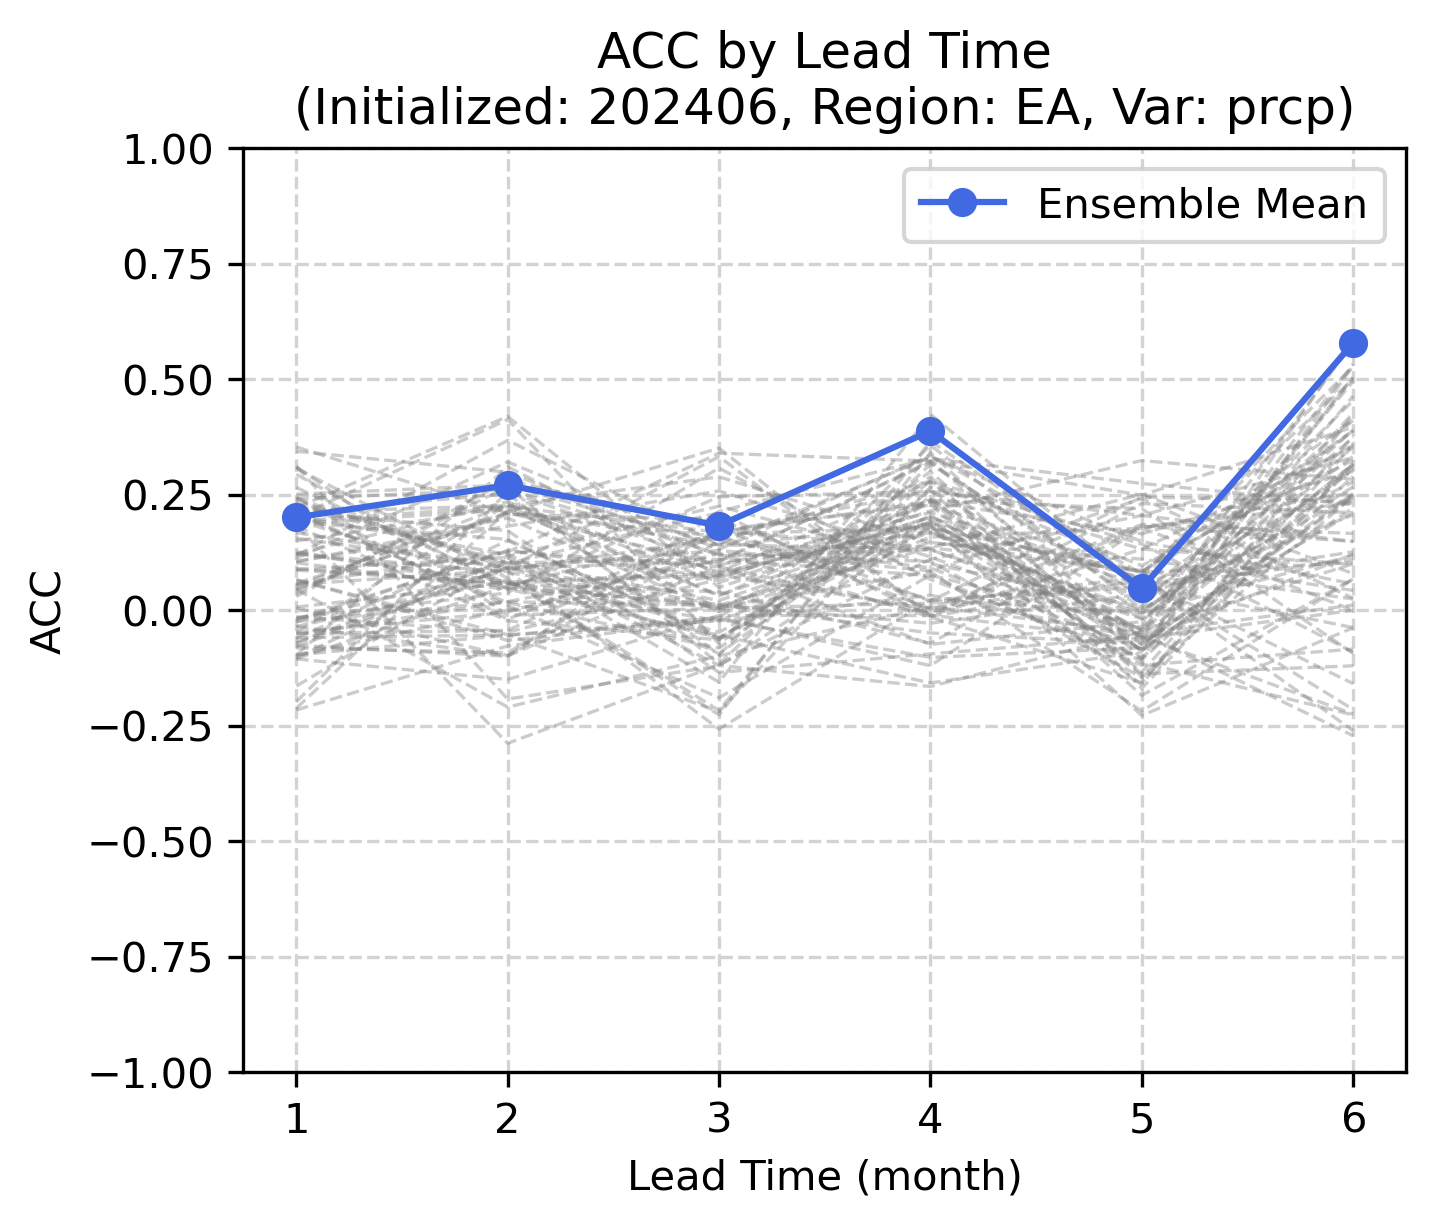 ACC by Lead Time
(Initialized: 202406, Region: EA, Var: prcp)
Ensemble Mean
1.00
0.75
0.50
0.25
0.00
−0.25
−0.50
−0.75
−1.00
ACC
1 2 3 4 5 6
Lead Time (month)